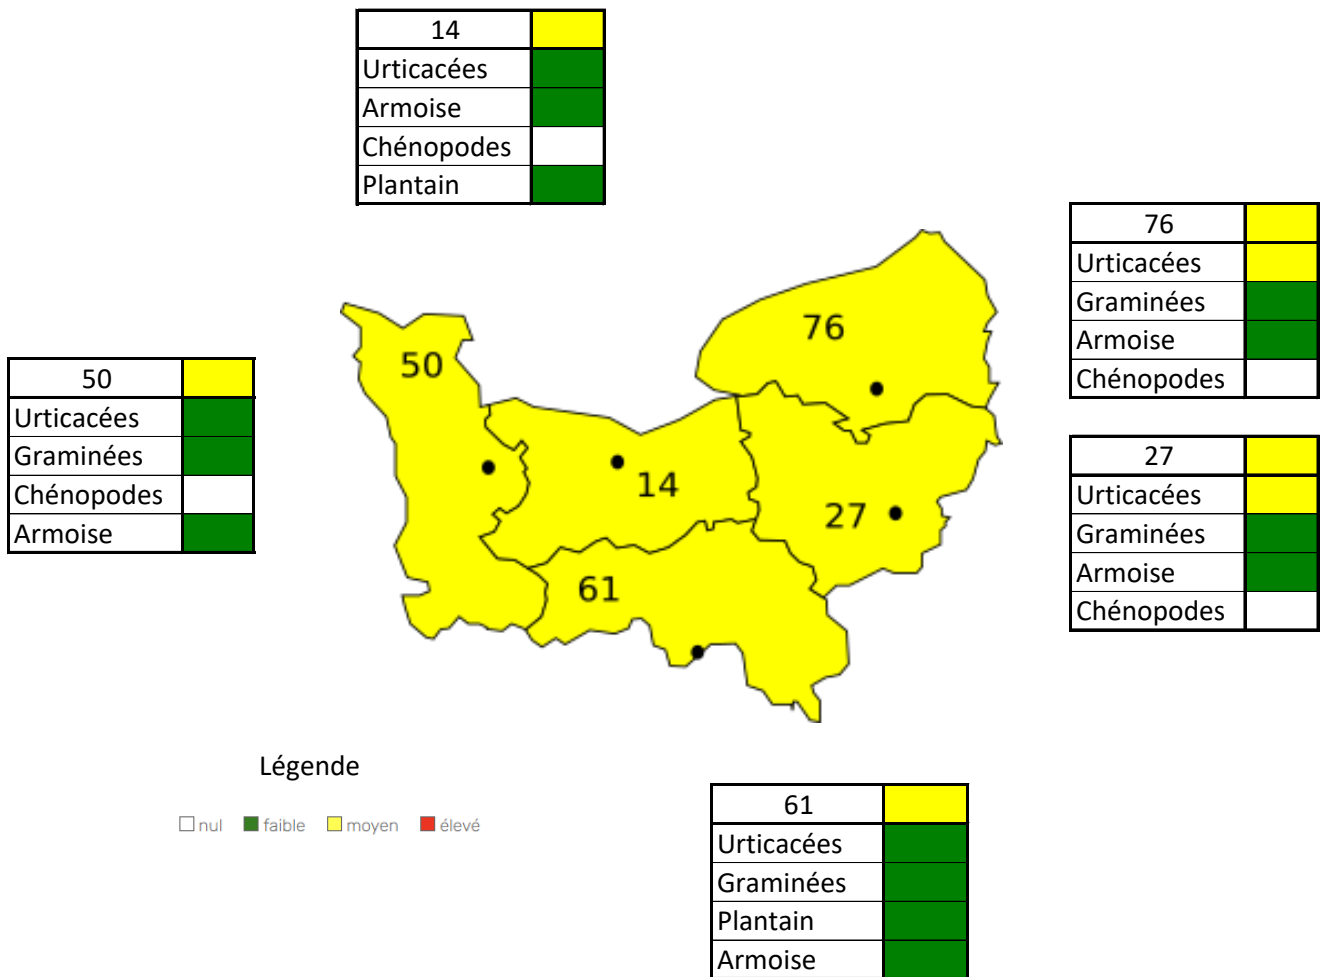 14
Urticacées
Armoise
Chénopodes
Plantain
76
Urticacées
Graminées
Armoise
Chénopodes
50
Urticacées
Graminées
Chénopodes
Armoise
27
Urticacées
Graminées
Armoise
Chénopodes
76
50
14
27
61
Légende
nul faible moyen élevé
61
Urticacées
Graminées
Plantain
Armoise